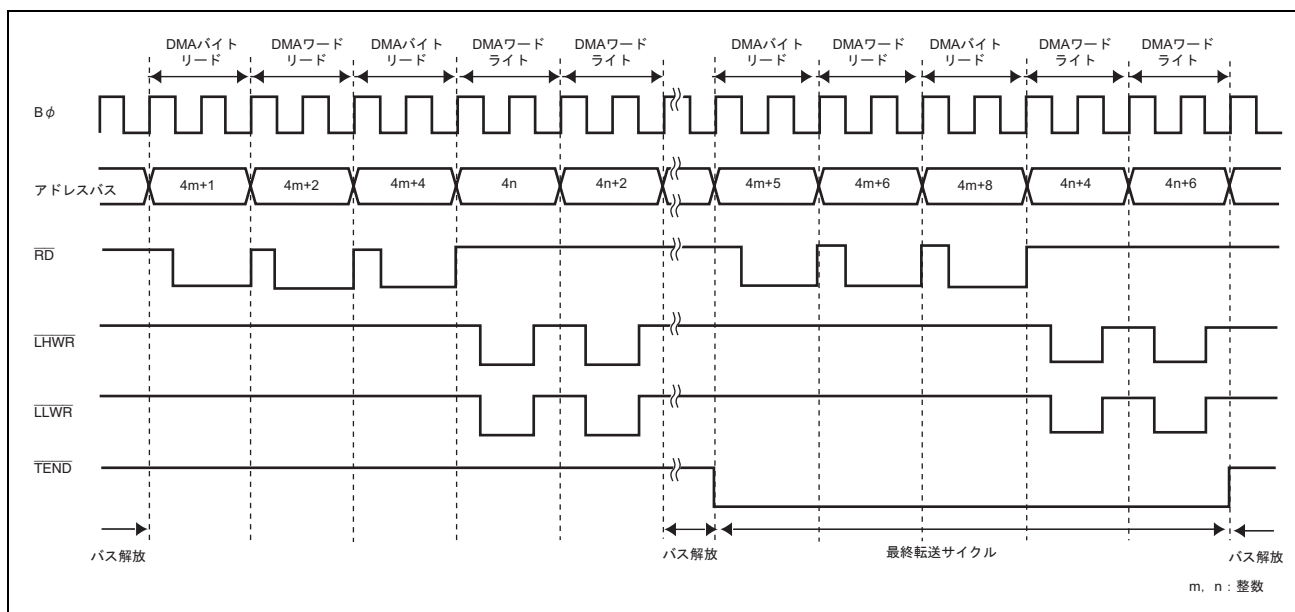 DMAバイト DMAワード DMAバイト DMAワード DMAワード DMAバイト DMAワード DMAバイト DMAワード DMAワード
リード リード リード ライト ライト リード リード リード ライト ライト
Bφ
アドレスバス 4m+1 4m+2 4m+4 4n 4n+2 4m+5 4m+6 4m+8 4n+4 4n+6
RD
LHWR
LLWR
TEND
バス解放 バス解放 最終転送サイクル バス解放
m, n : 整数